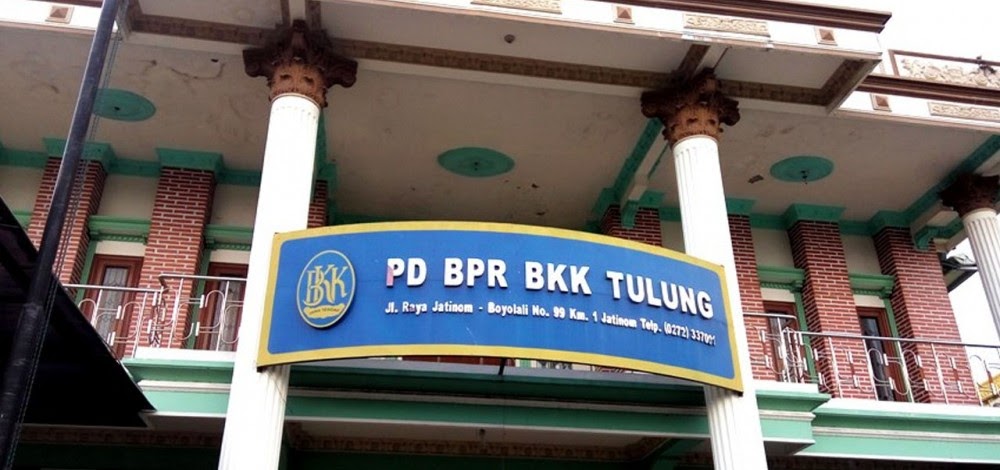 BKK
PD BPR BKK TULUNG
Jl. Raya Jatinom - Boyolali No. 99 Km. 1 Jatinom Telp. (0272) 337091